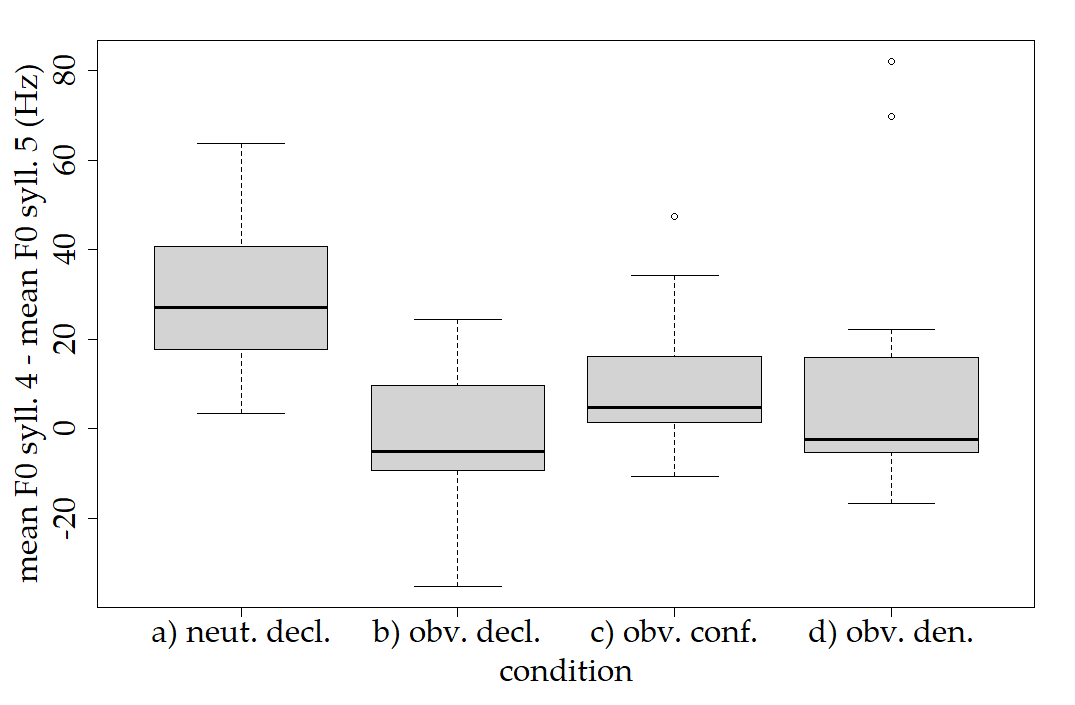 mean F0 syll. 4 - mean F0 syll. 5 (Hz)
80
60
40
20
0
-20
a) neut. decl.
b) obv. decl.
c) obv. conf.
d) obv. den.
condition